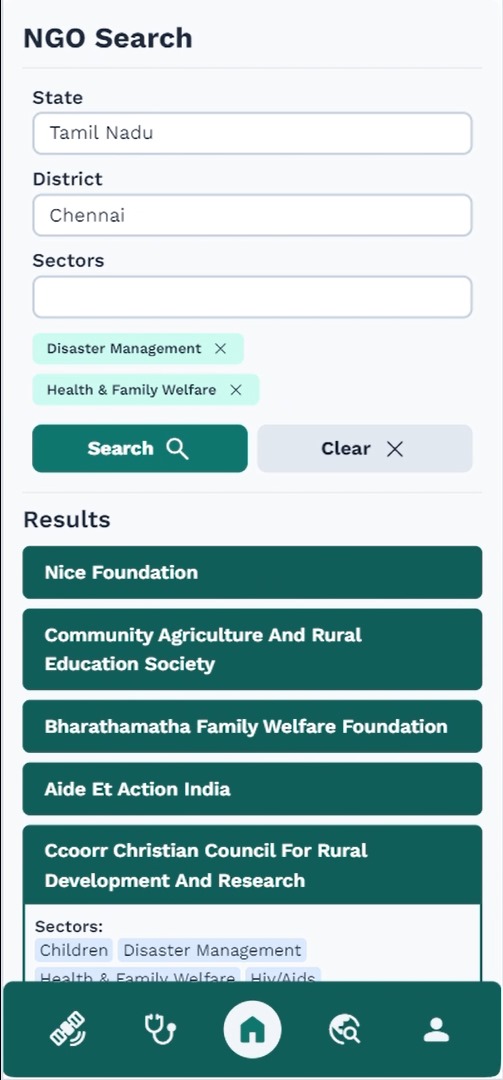 NGO Search
State
Tamil Nadu
District
Chennai
Sectors
Disaster Management
Health & Family Welfare
Search
Clear
Results
Nice Foundation
Community Agriculture And Rural
Education Society
Bharathamatha Family Welfare Foundation
Aide Et Action India
Ccoorr Christian Council For Rural
Development And Research
Sectors:
Children Disaster Management
Health & Family Welfare Hiv/Aids